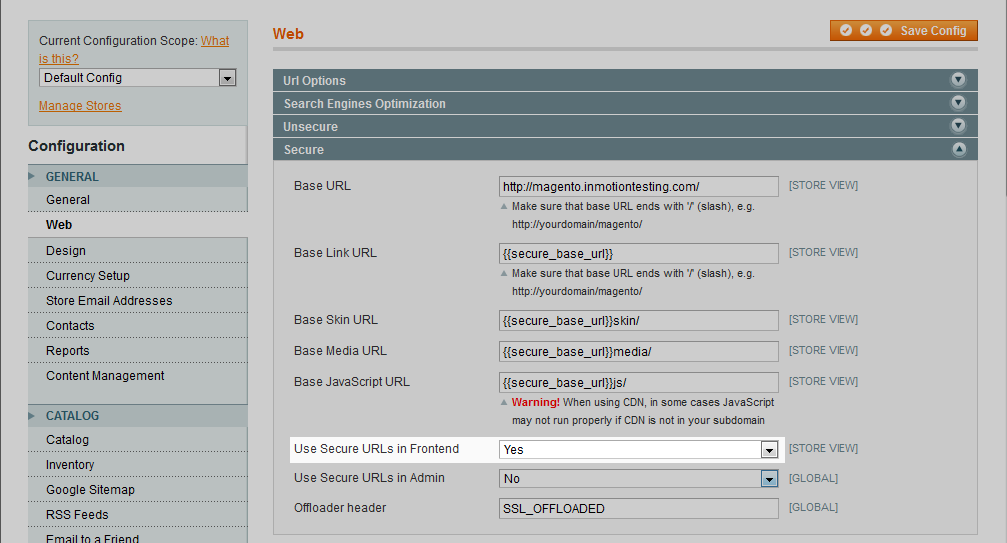 Current Configuration Scope: What
is this?
Default Config
Manage Stores
Configuration
GENERAL
General
Web
Design
Currency Setup
Store Email Addresses
Contacts
Reports
Content Management
CATALOG
Catalog
Inventory
Google Sitemap
RSS Feeds
Email to a Friend
Web
Save Config
Url Options
Search Engines Optimization
Unsecure
Secure
Base URL http://magento.inmotiontesting.com/ [STORE VIEW]
Make sure that base URL ends with '/' (slash), e.g.
http://yourdomain/magento/
Base Link URL {{secure_base_url}} [STORE VIEW]
Make sure that base URL ends with '/' (slash), e.g.
http://yourdomain/magento/
Base Skin URL {{secure_base_url}}skin/ [STORE VIEW]
Base Media URL {{secure_base_url}}media/ [STORE VIEW]
Base JavaScript URL {{secure_base_url}}js/ [STORE VIEW]
Warning! When using CDN, in some cases JavaScript
may not run properly if CDN is not in your subdomain
Use Secure URLs in Frontend Yes [STORE VIEW]
Use Secure URLs in Admin No [GLOBAL]
Offloader header SSL_OFFLOADED [GLOBAL]